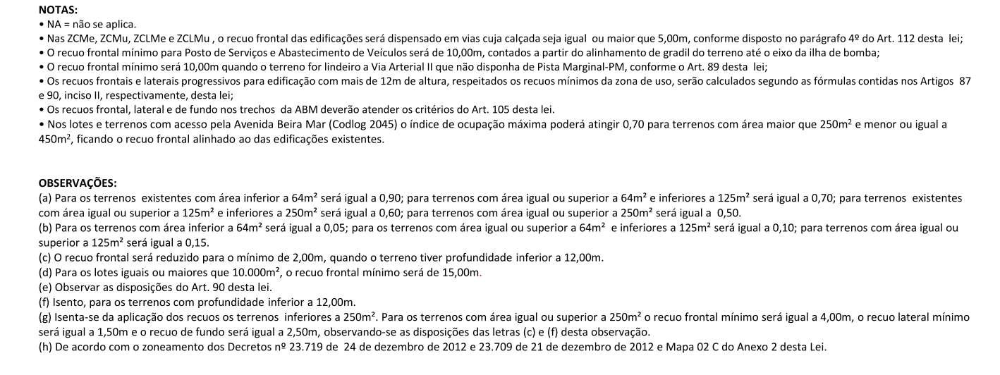 NOTAS:
• NA = não se aplica.
• Nas ZCMe, ZCMu, ZCLMe e ZCLMu , o recuo frontal das edificações será dispensado em vias cuja calçada seja igual ou maior que 5,00m, conforme disposto no parágrafo 4º do Art. 112 desta lei;
• O recuo frontal mínimo para Posto de Serviços e Abastecimento de Veículos será de 10,00m, contados a partir do alinhamento de gradil do terreno até o eixo da ilha de bomba;
• O recuo frontal mínimo será 10,00m quando o terreno for lindeiro a Via Arterial II que não disponha de Pista Marginal-PM, conforme o Art. 89 desta lei;
• Os recuos frontais e laterais progressivos para edificação com mais de 12m de altura, respeitados os recuos mínimos da zona de uso, serão calculados segundo as fórmulas contidas nos Artigos 87
e 90, inciso II, respectivamente, desta lei;
• Os recuos frontal, lateral e de fundo nos trechos da ABM deverão atender os critérios do Art. 105 desta lei.
• Nos lotes e terrenos com acesso pela Avenida Beira Mar (Codlog 2045) o índice de ocupação máxima poderá atingir 0,70 para terrenos com área maior que 250m² e menor ou igual a
450m², ficando o recuo frontal alinhado ao das edificações existentes.
OBSERVAÇÕES:
(a) Para os terrenos existentes com área inferior a 64m² será igual a 0,90; para terrenos com área igual ou superior a 64m² e inferiores a 125m² será igual a 0,70; para terrenos existentes
com área igual ou superior a 125m² e inferiores a 250m² será igual a 0,60; para terrenos com área igual ou superior a 250m² será igual a 0,50.
(b) Para os terrenos com área inferior a 64m² será igual a 0,05; para os terrenos com área igual ou superior a 64m² e inferiores a 125m² será igual a 0,10; para terrenos com área igual ou
superior a 125m² será igual a 0,15.
(c) O recuo frontal será reduzido para o mínimo de 2,00m, quando o terreno tiver profundidade inferior a 12,00m.
(d) Para os lotes iguais ou maiores que 10.000m², o recuo frontal mínimo será de 15,00m.
(e) Observar as disposições do Art. 90 desta lei.
(f) Isento, para os terrenos com profundidade inferior a 12,00m.
(g) Isenta-se da aplicação dos recuos os terrenos inferiores a 250m². Para os terrenos com área igual ou superior a 250m² o recuo frontal mínimo será igual a 4,00m, o recuo lateral mínimo
será igual a 1,50m e o recuo de fundo será igual a 2,50m, observando-se as disposições das letras (c) e (f) desta observação.
(h) De acordo com o zoneamento dos Decretos nº 23.719 de 24 de dezembro de 2012 e 23.709 de 21 de dezembro de 2012 e Mapa 02 C do Anexo 2 desta Lei.